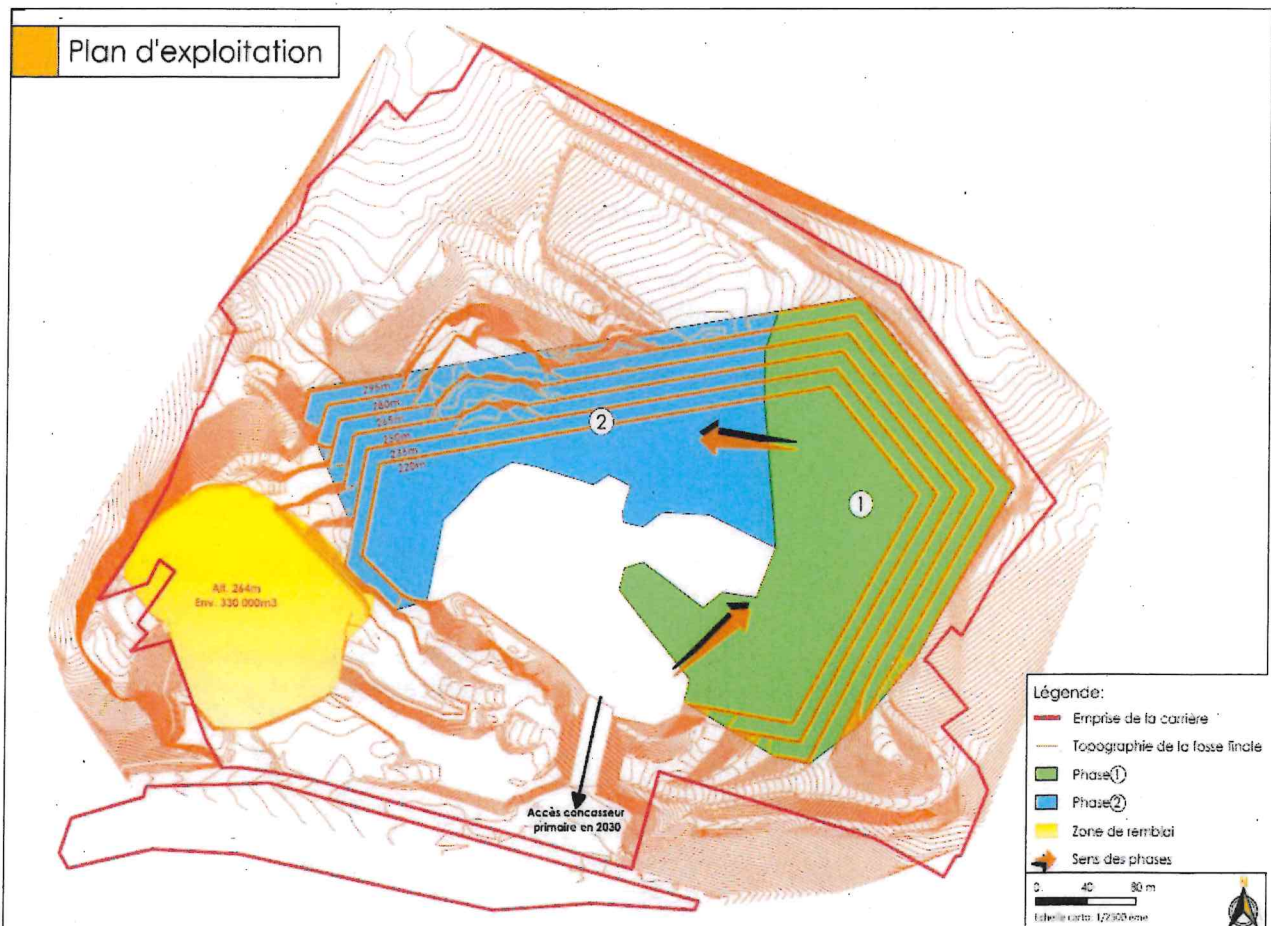 Plan d'exploitation
295m
280m
265m
250m
235m
220m
②
①
Alt. 264m
Env. 330 000m3
Accès concasseur
primaire en 2030
Légende:
Emprise de la carrière
Topographie de la fosse finale
Phase①
Phase②
Zone de remblai
Sens des phases
0 40 80 m
Echelle carto: 1/2500 ème